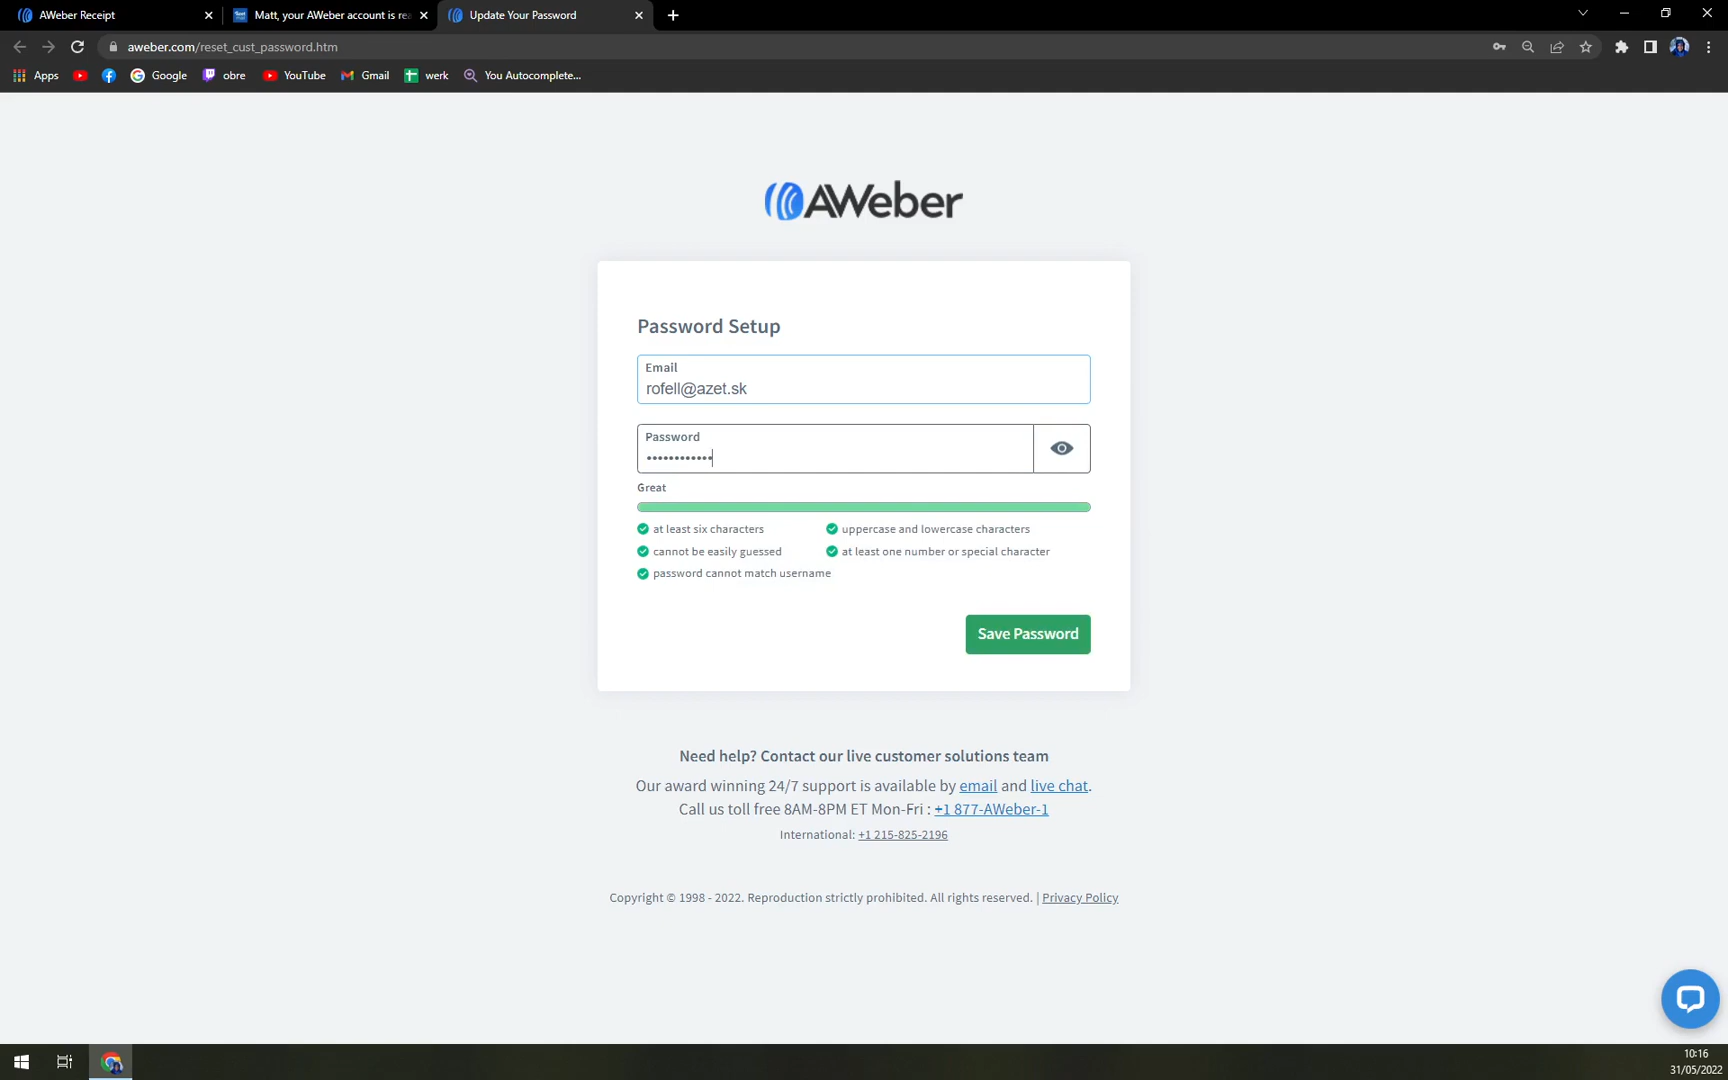 AWeber Receipt
Matt, your AWeber account is rea
Update Your Password
aweber.com/reset_cust_password.htm
Apps
Google
obre
YouTube
Gmail
werk
You Autocomplete...
AWeber
Password Setup
Email
rofell@azet.sk
Password
••••••••••••
Great
at least six characters
uppercase and lowercase characters
cannot be easily guessed
at least one number or special character
password cannot match username
Save Password
Need help? Contact our live customer solutions team
Our award winning 24/7 support is available by email and live chat.
Call us toll free 8AM-8PM ET Mon-Fri : +1 877-AWeber-1
International: +1 215-825-2196
Copyright © 1998 - 2022. Reproduction strictly prohibited. All rights reserved. | Privacy Policy
10:16
31/05/2022